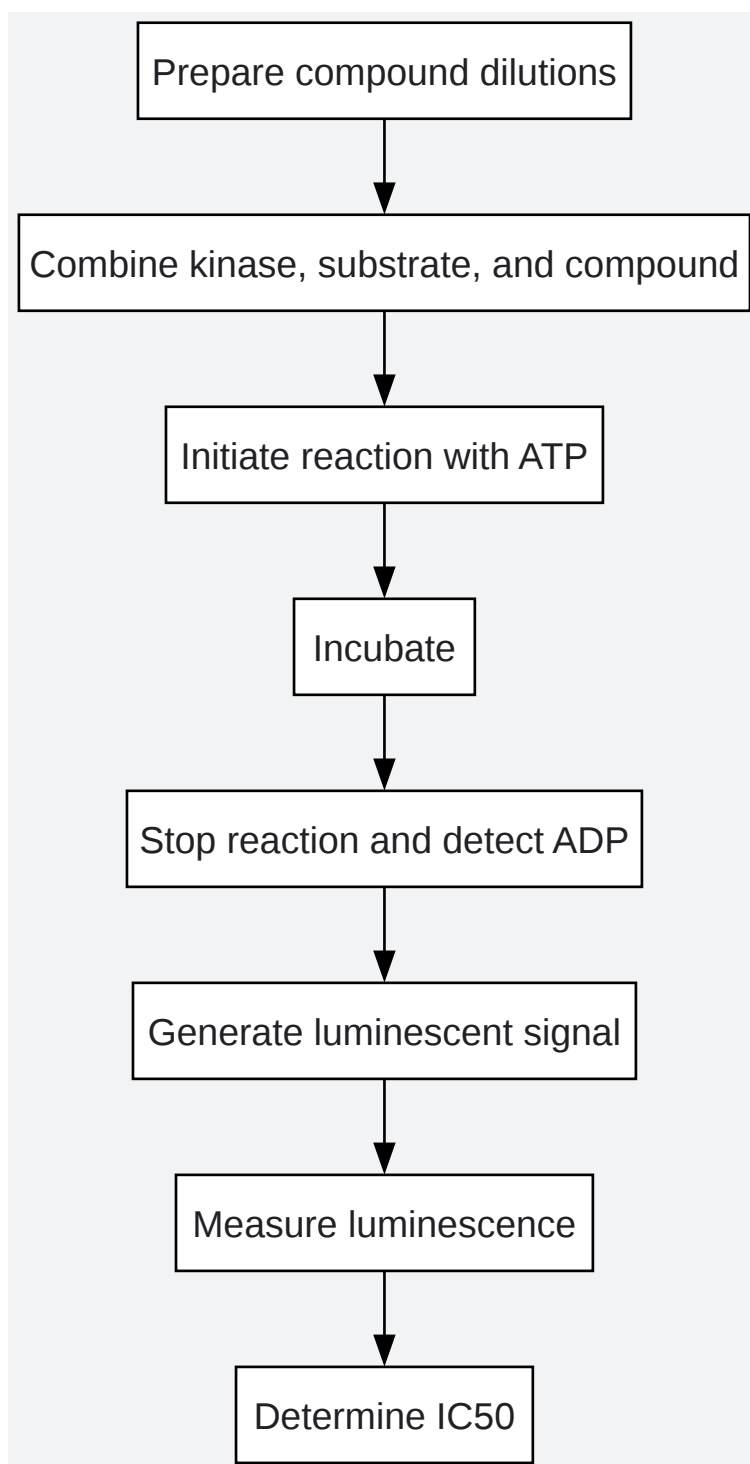 Prepare compound dilutions
Combine kinase, substrate, and compound
Initiate reaction with ATP
Incubate
Stop reaction and detect ADP
Generate luminescent signal
Measure luminescence
Determine IC50